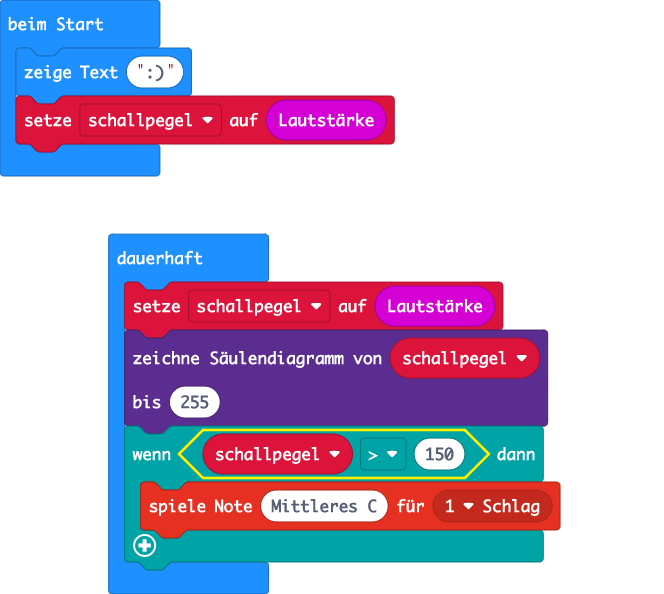 beim Start
zeige Text ":)"
setze schallpegel ▾ auf Lautstärke
dauerhaft
setze schallpegel ▾ auf Lautstärke
zeichne Säulendiagramm von schallpegel ▾
bis 255
wenn schallpegel ▾ > ▾ 150 dann
spiele Note Mittleres C für 1 ▾ Schlag